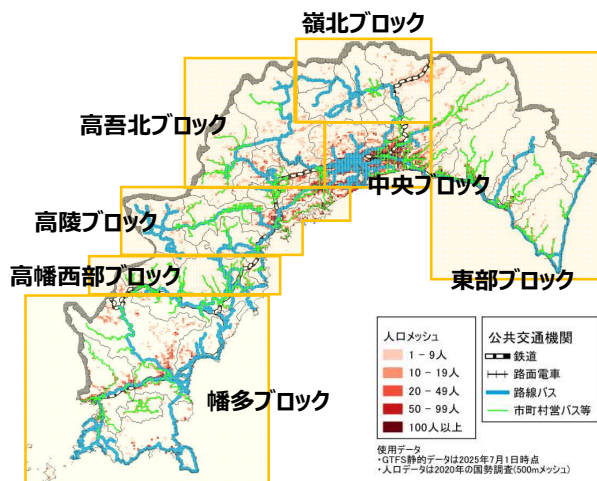 嶺北ブロック
高吾北ブロック
中央ブロック
高陵ブロック
高幡西部ブロック
東部ブロック
幡多ブロック
人口メッシュ
1 - 9人
10 - 19人
20 - 49人
50 - 99人
100人以上
公共交通機関
鉄道
路面電車
路線バス
市町村営バス等
使用データ
・GTFS静的データは2025年7月1日時点
・人口データは2020年の国勢調査(500mメッシュ)